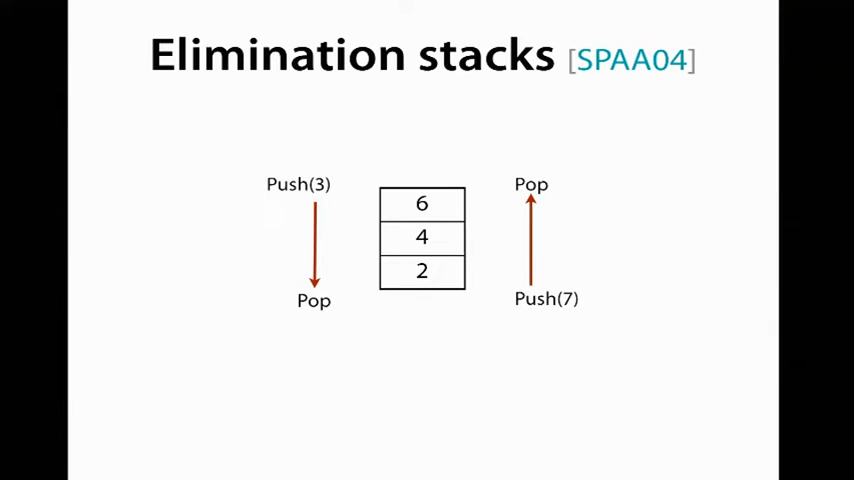 Elimination stacks [SPAA04]
Push(3)
6
Pop
4
2
Pop
Push(7)